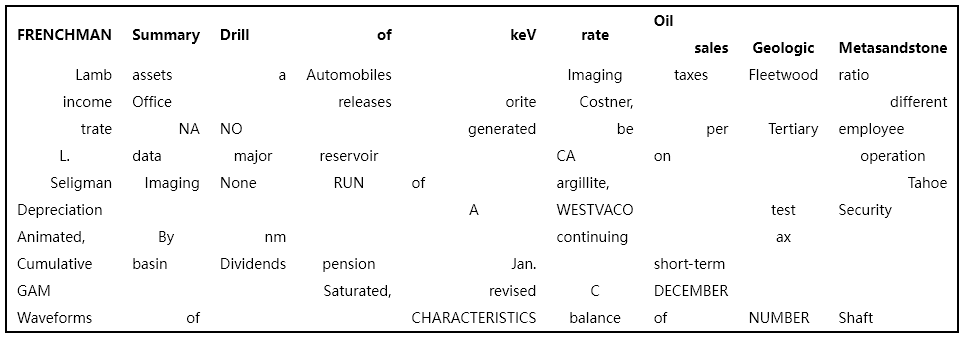 FRENCHMAN Summary Drill of keV rate Oil sales Geologic Metasandstone
Lamb assets a Automobiles Imaging taxes Fleetwood ratio
income Office releases orite Costner, different
trate NA NO generated be per Tertiary employee
L. data major reservoir CA on operation
Seligman Imaging None RUN of argillite, Tahoe
Depreciation A WESTVACO test Security
Animated, By nm continuing ax
Cumulative basin Dividends pension Jan. short-term
GAM Saturated, revised C DECEMBER
Waveforms of CHARACTERISTICS balance of NUMBER Shaft